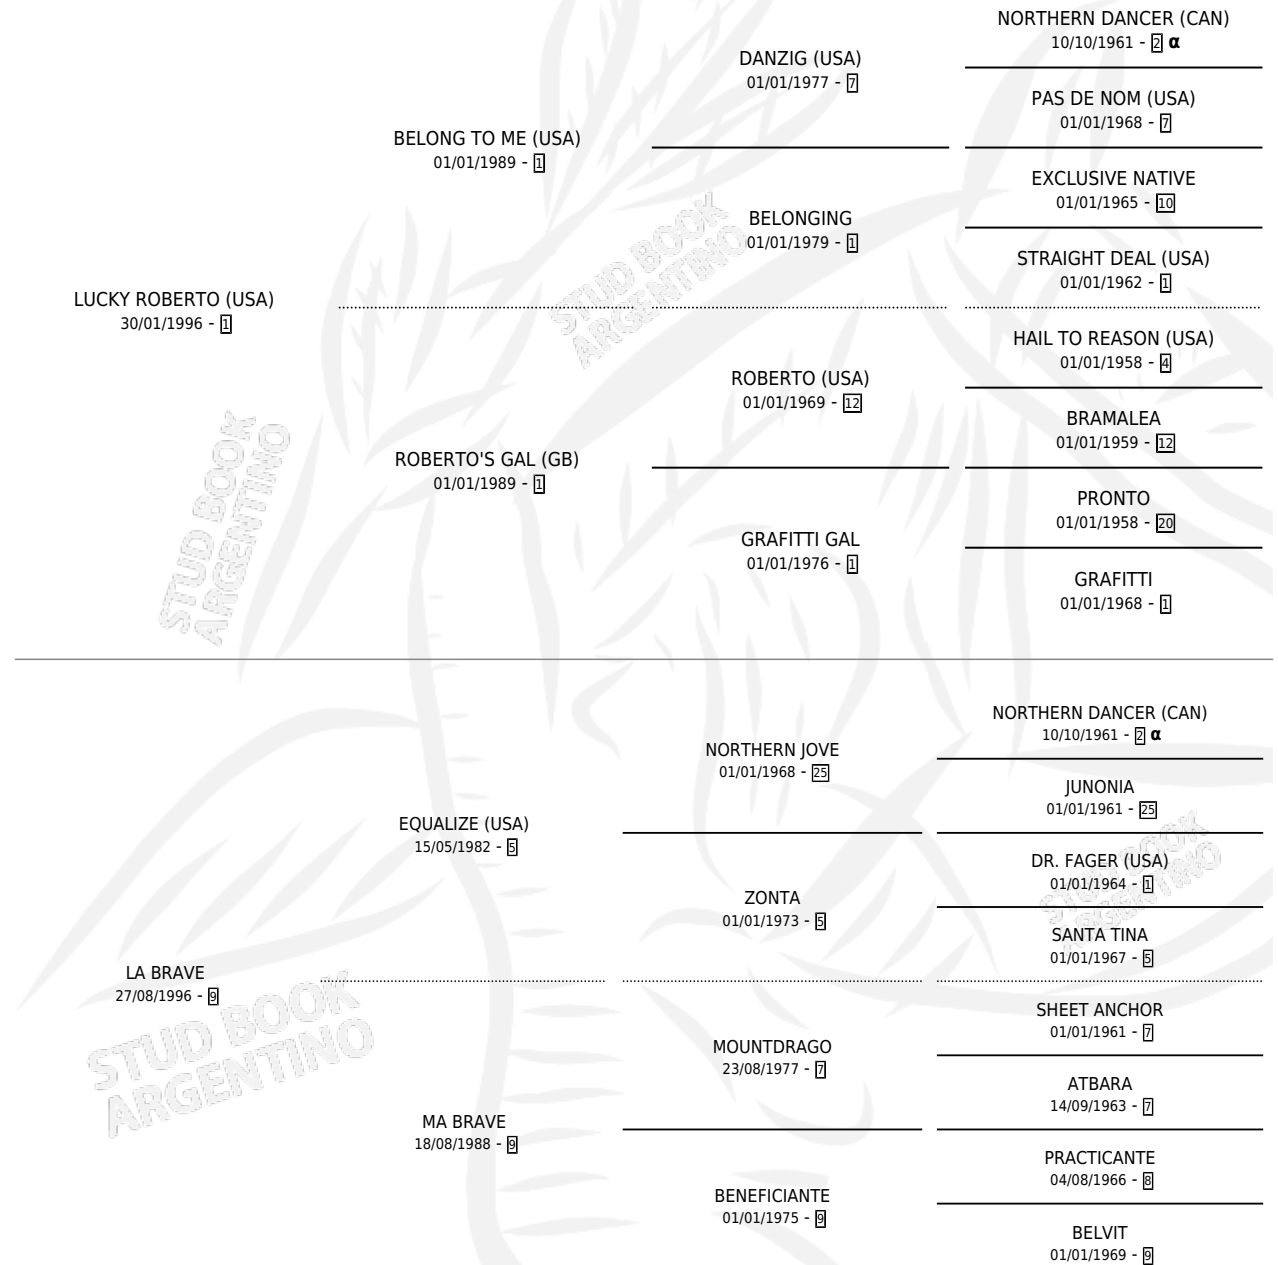 NORTHERN DANCER (CAN)
10/10/1961 - 2 α
DANZIG (USA)
01/01/1977 - 7
PAS DE NOM (USA)
01/01/1968 - 7
BELONG TO ME (USA)
01/01/1989 - 1
EXCLUSIVE NATIVE
01/01/1965 - 10
BELONGING
01/01/1979 - 1
STRAIGHT DEAL (USA)
01/01/1962 - 1
LUCKY ROBERTO (USA)
30/01/1996 - 1
HAIL TO REASON (USA)
01/01/1958 - 4
ROBERTO (USA)
01/01/1969 - 12
BRAMALEA
01/01/1959 - 12
ROBERTO'S GAL (GB)
01/01/1989 - 1
PRONTO
01/01/1958 - 20
GRAFITTI GAL
01/01/1976 - 1
GRAFITTI
01/01/1968 - 1
NORTHERN DANCER (CAN)
10/10/1961 - 2 α
NORTHERN JOVE
01/01/1968 - 25
JUNONIA
01/01/1961 - 25
EQUALIZE (USA)
15/05/1982 - 5
DR. FAGER (USA)
01/01/1964 - 1
ZONTA
01/01/1973 - 5
SANTA TINA
01/01/1967 - 5
LA BRAVE
27/08/1996 - 9
SHEET ANCHOR
01/01/1961 - 7
MOUNTDRAGO
23/08/1977 - 7
ATBARA
14/09/1963 - 7
MA BRAVE
18/08/1988 - 9
PRACTICANTE
04/08/1966 - 8
BENEFICIANTE
01/01/1975 - 9
BELVIT
01/01/1969 - 9
STUD BOOK
ARGENTINO
STUD BOOK
ARGENTINO
STUD BOOK
ARGENTINO
STUD BOOK
ARGENTINO